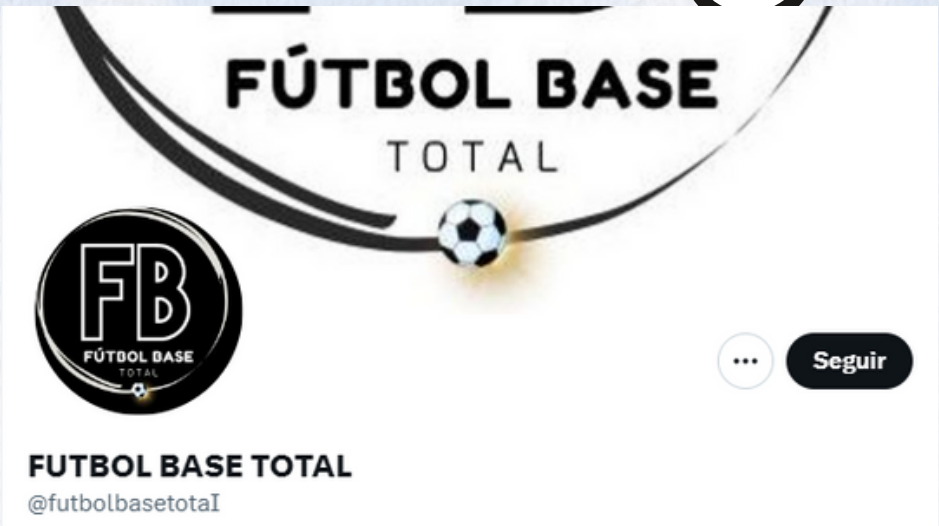 FÚTBOL BASE
TOTAL
FB
FÚTBOL BASE
TOTAL
Seguir
FUTBOL BASE TOTAL
@futbolbasetotaI